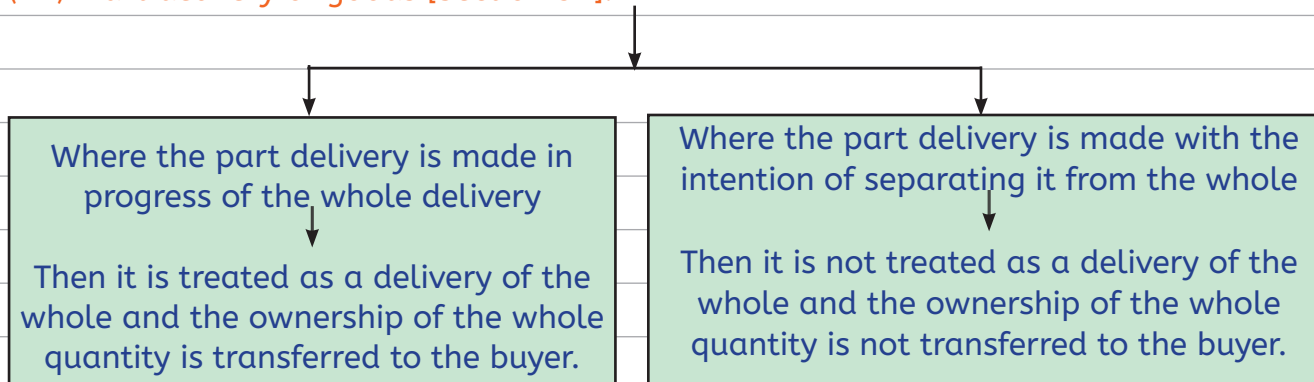 Where the part delivery is made in
progress of the whole delivery
Then it is treated as a delivery of the
whole and the ownership of the whole
quantity is transferred to the buyer.
Where the part delivery is made with the
intention of separating it from the whole
Then it is not treated as a delivery of the
whole and the ownership of the whole
quantity is not transferred to the buyer.